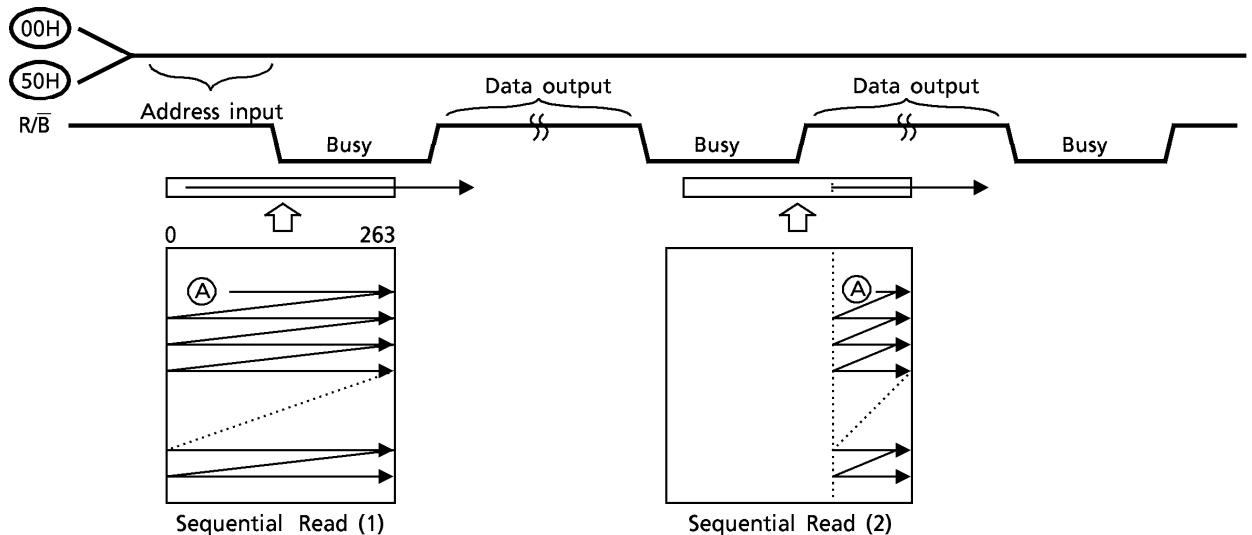 00H
50H
Address input
Data output
Data output
R/B̅
Busy
Busy
Busy
0 263
A
A
Sequential Read (1)
Sequential Read (2)